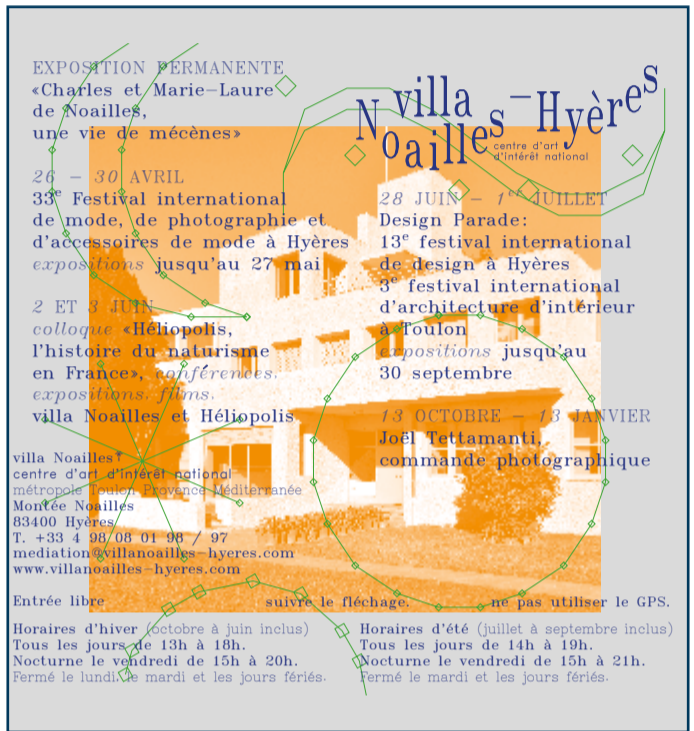 villa
Noailles–Hyères
centre d'art
d'intérêt national
EXPOSITION PERMANENTE
«Charles et Marie–Laure
de Noailles,
une vie de mécènes»
26 – 30 AVRIL
33e Festival international
de mode, de photographie et
d'accessoires de mode à Hyères
expositions jusqu'au 27 mai
2 ET 3 JUIN
colloque «Héliopolis,
l'histoire du naturisme
en France», conférences.
expositions. films.
villa Noailles et Héliopolis
28 JUIN – 1er JUILLET
Design Parade:
13e festival international
de design à Hyères
3e festival international
d'architecture d'intérieur
à Toulon
expositions jusqu'au
30 septembre
13 OCTOBRE – 13 JANVIER
Joël Tettamanti,
commande photographique
villa Noailles*
centre d'art d'intérêt national
métropole Toulon Provence Méditerranée
Montée Noailles
83400 Hyères
T. +33 4 98 08 01 98 / 97
mediation@villanoailles–hyeres.com
www.villanoailles–hyeres.com
Entrée libre suivre le fléchage. ne pas utiliser le GPS.
Horaires d'hiver (octobre à juin inclus)
Tous les jours de 13h à 18h.
Nocturne le vendredi de 15h à 20h.
Fermé le lundi, le mardi et les jours fériés.
Horaires d'été (juillet à septembre inclus)
Tous les jours de 14h à 19h.
Nocturne le vendredi de 15h à 21h.
Fermé le mardi et les jours fériés.